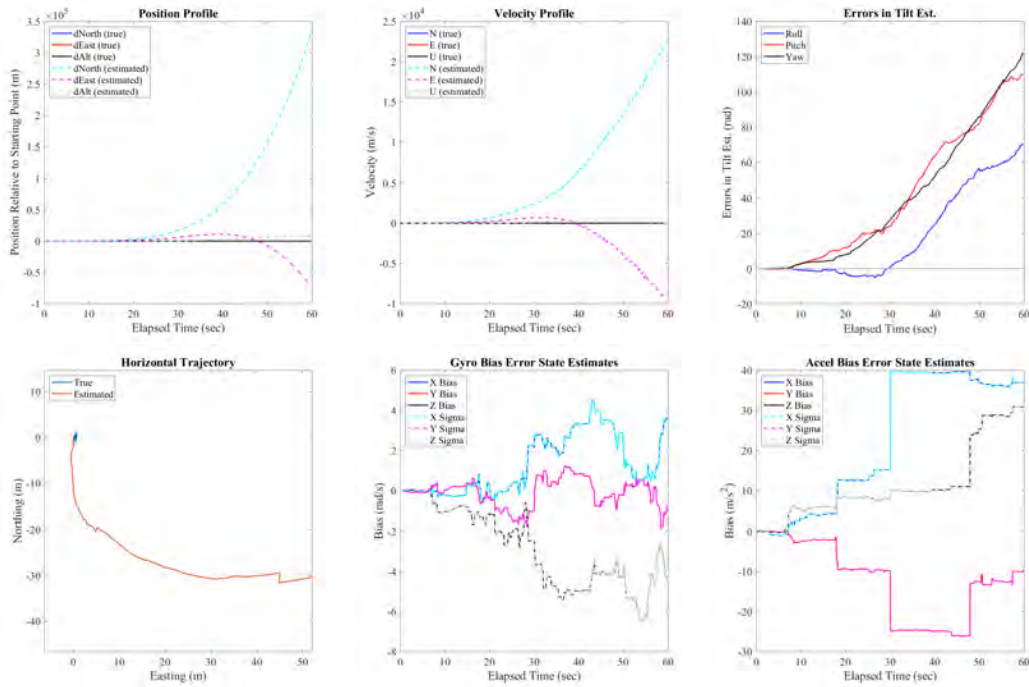 Position Profile
3.5 ×10^5
3
2.5
2
1.5
1
0.5
0
-0.5
-1
Position Relative to Starting Point (m)
dNorth (true)
dEast (true)
dAlt (true)
dNorth (estimated)
dEast (estimated)
dAlt (estimated)
0 10 20 30 40 50 60
Elapsed Time (sec)
Velocity Profile
2.5 ×10^4
2
1.5
1
0.5
0
-0.5
-1
Velocity (m/s)
N (true)
E (true)
U (true)
N (estimated)
E (estimated)
U (estimated)
0 10 20 30 40 50 60
Elapsed Time (sec)
Errors in Tilt Est.
140
120
100
80
60
40
20
0
-20
Errors in Tilt Est. (rad)
Roll
Pitch
Yaw
0 10 20 30 40 50 60
Elapsed Time (sec)
Horizontal Trajectory
10
0
-10
-20
-30
-40
Northing (m)
True
Estimated
0 10 20 30 40 50
Easting (m)
Gyro Bias Error State Estimates
6
4
2
0
-2
-4
-6
-8
Bias (rad/s)
X Bias
Y Bias
Z Bias
X Sigma
Y Sigma
Z Sigma
0 10 20 30 40 50 60
Elapsed Time (sec)
Accel Bias Error State Estimates
40
30
20
10
0
-10
-20
-30
Bias (m/s²)
X Bias
Y Bias
Z Bias
X Sigma
Y Sigma
Z Sigma
0 10 20 30 40 50 60
Elapsed Time (sec)